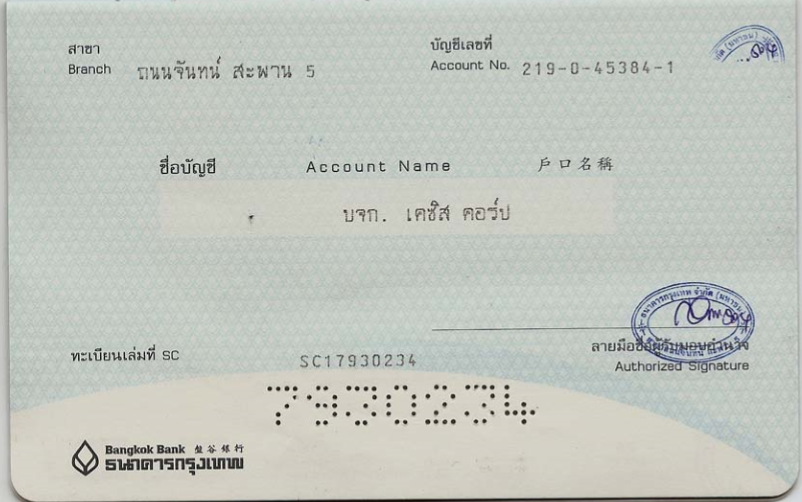 สาขา
Branch ถนนจันทน์ สะพาน 5
บัญชีเลขที่
Account No. 219-0-45384-1
ชื่อบัญชี Account Name 戶口名稱
บจก. เคซิส คอร์ป
ลายมือชื่อผู้รับมอบอำนาจ
Authorized Signature
ทะเบียนเล่มที่ SC SC17930234
7930234
Bangkok Bank 盤谷銀行
ธนาคารกรุงเทพ